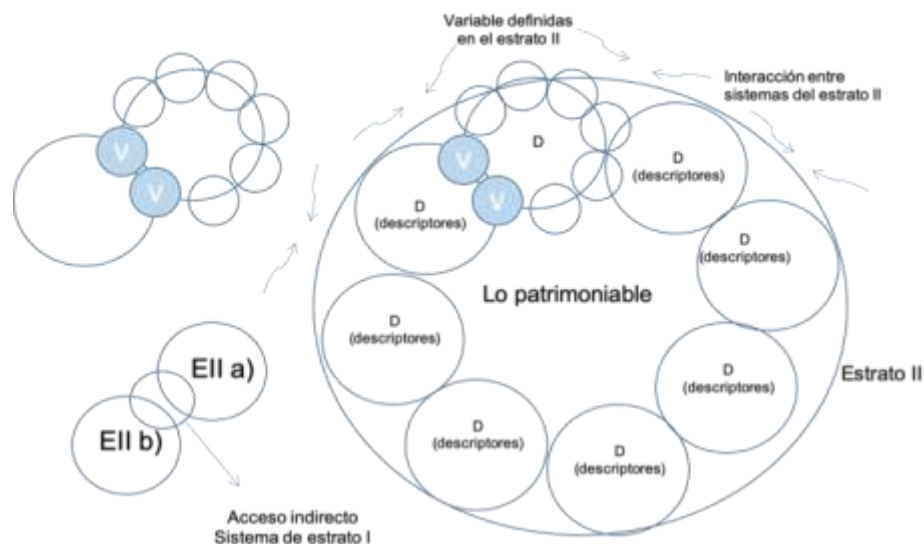 Variable definidas
en el estrato II
Interacción entre
sistemas del estrato II
V
V
D
V
V
D
(descriptores)
D
(descriptores)
D
(descriptores)
Lo patrimoniable
D
(descriptores)
D
(descriptores)
Estrato II
D
(descriptores)
D
(descriptores)
EII a)
EII b)
Acceso indirecto
Sistema de estrato I